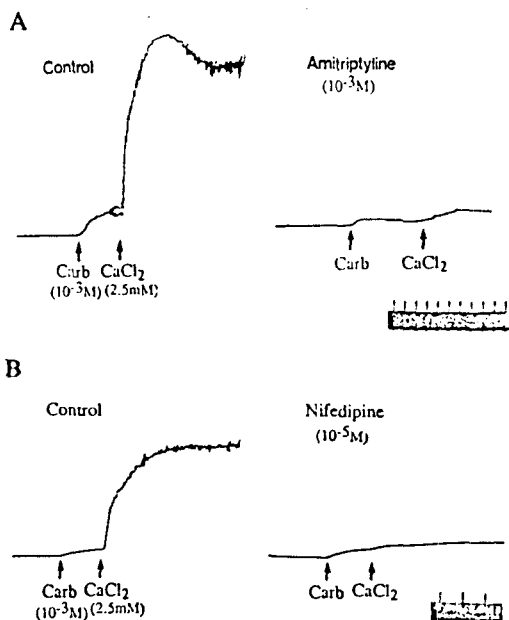 A
Control
Amitriptyline
(10⁻³M)
Carb CaCl₂
(10⁻³M) (2.5mM)
Carb CaCl₂
B
Control
Nifedipine
(10⁻⁵M)
Carb CaCl₂
(10⁻³M) (2.5mM)
Carb CaCl₂